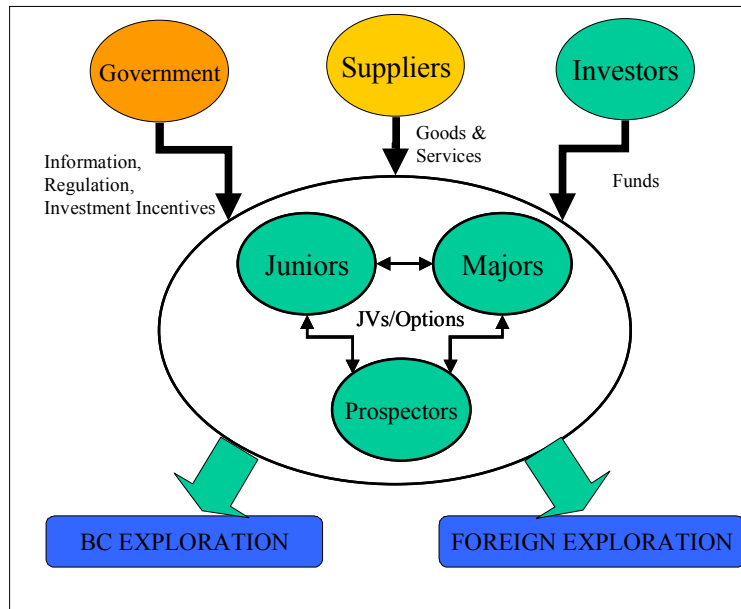 Government
Suppliers
Investors
Goods &
Services
Information,
Regulation,
Investment Incentives
Funds
Juniors
Majors
JVs/Options
Prospectors
BC EXPLORATION
FOREIGN EXPLORATION